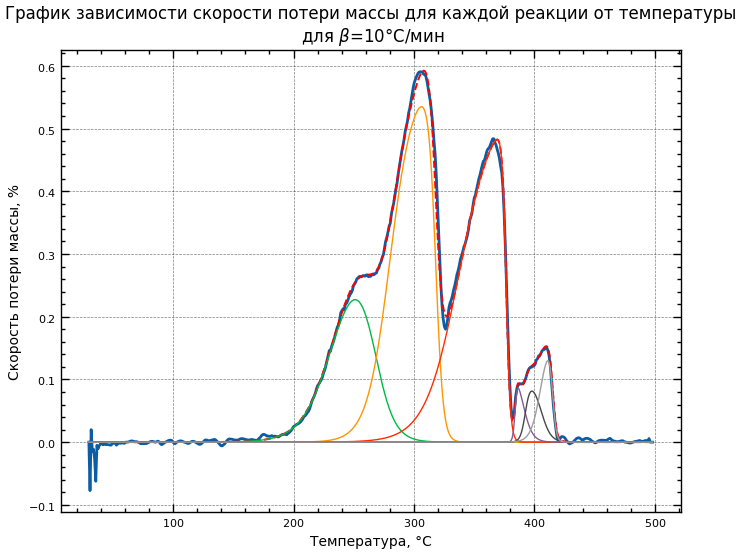 График зависимости скорости потери массы для каждой реакции от температуры
для β=10°C/мин
Скорость потери массы, %
0.6
0.5
0.4
0.3
0.2
0.1
0.0
−0.1
100 200 300 400 500
Температура, °C